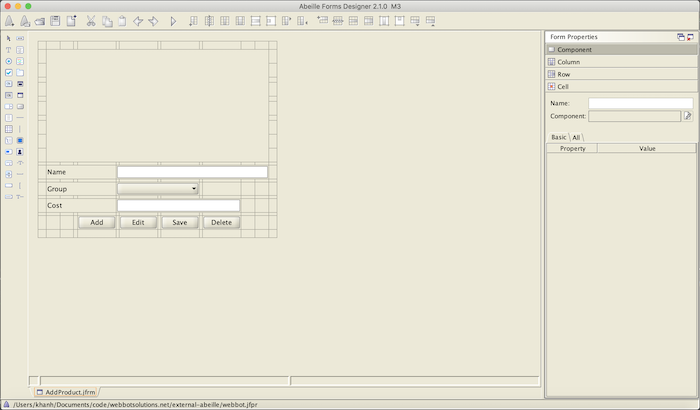 Abeille Forms Designer 2.1.0 M3
Form Properties
Component
Column
Row
Cell
Name:
Component:
Basic All
Property Value
Name
Group
Cost
Add Edit Save Delete
AddProduct.jfrm
/Users/khanh/Documents/code/webbotsolutions.net/external-abeille/webbot.jfpr